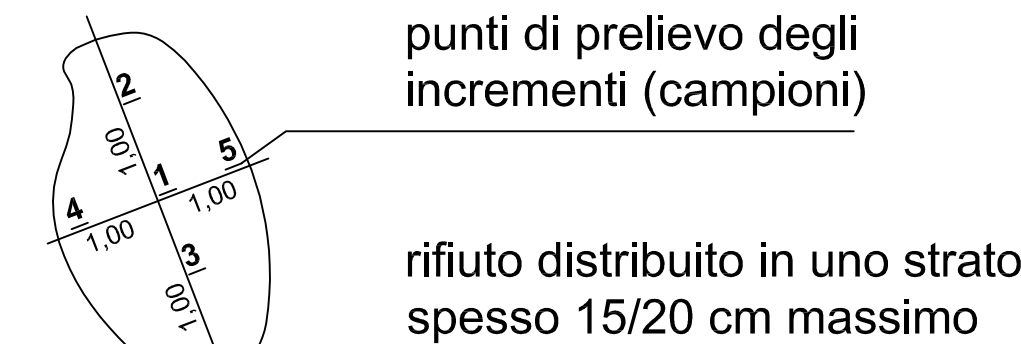 punti di prelievo degli
incrementi (campioni)
2
1,00
5
1
1,00
4
1,00
3
1,00
rifiuto distribuito in uno strato
spesso 15/20 cm massimo